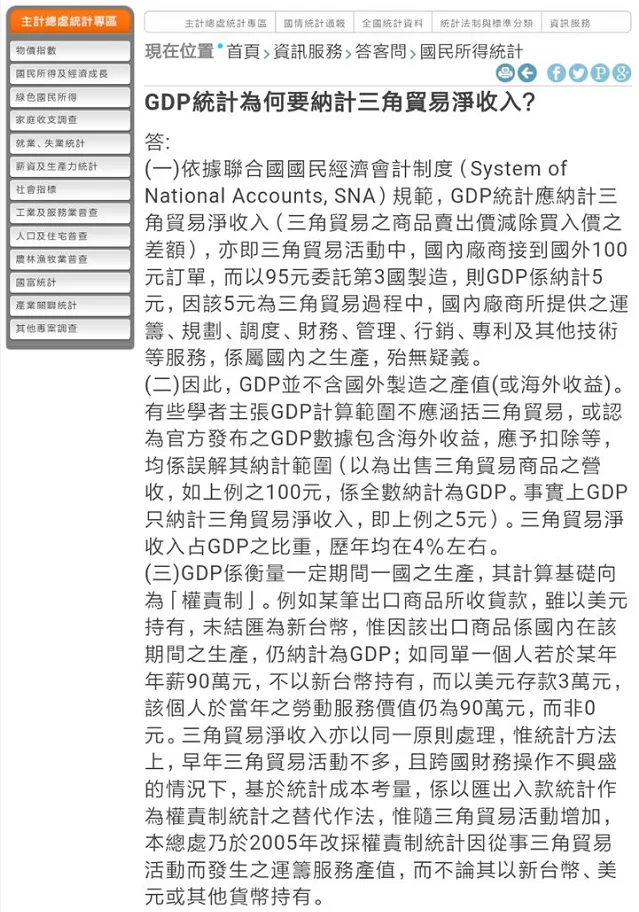 主計總處統計專區
物價指數
國民所得及經濟成長
綠色國民所得
家庭收支調查
就業、失業統計
薪資及生產力統計
社會指標
工業及服務業普查
人口及住宅普查
農林漁牧業普查
國富統計
產業關聯統計
其他專案調查
主計總處統計專區 國情統計通報 全國統計資料 統計法制與標準分類 資訊服務
現在位置 首頁 › 資訊服務 › 答客問 › 國民所得統計
GDP統計為何要納計三角貿易淨收入?
答:
(一)依據聯合國國民經濟會計制度（System of
National Accounts, SNA）規範，GDP統計應納計三
角貿易淨收入（三角貿易之商品賣出價減除買入價之
差額），亦即三角貿易活動中，國內廠商接到國外100
元訂單，而以95元委託第3國製造，則GDP係納計5
元，因該5元為三角貿易過程中，國內廠商所提供之運
籌、規劃、調度、財務、管理、行銷、專利及其他技術
等服務，係屬國內之生產，殆無疑義。
(二)因此，GDP並不含國外製造之產值(或海外收益)。
有些學者主張GDP計算範圍不應涵括三角貿易，或認
為官方發布之GDP數據包含海外收益，應予扣除等，
均係誤解其納計範圍（以為出售三角貿易商品之營
收，如上例之100元，係全數納計為GDP。事實上GDP
只納計三角貿易淨收入，即上例之5元）。三角貿易淨
收入占GDP之比重，歷年均在4%左右。
(三)GDP係衡量一定期間一國之生產，其計算基礎向
為「權責制」。例如某筆出口商品所收貨款，雖以美元
持有，未結匯為新台幣，惟因該出口商品係國內在該
期間之生產，仍納計為GDP；如同單一個人若於某年
年薪90萬元，不以新台幣持有，而以美元存款3萬元，
該個人於當年之勞動服務價值仍為90萬元，而非0
元。三角貿易淨收入亦以同一原則處理，惟統計方法
上，早年三角貿易活動不多，且跨國財務操作不興盛
的情況下，基於統計成本考量，係以匯出入款統計作
為權責制統計之替代作法，惟隨三角貿易活動增加，
本總處乃於2005年改採權責制統計因從事三角貿易
活動而發生之運籌服務產值，而不論其以新台幣、美
元或其他貨幣持有。